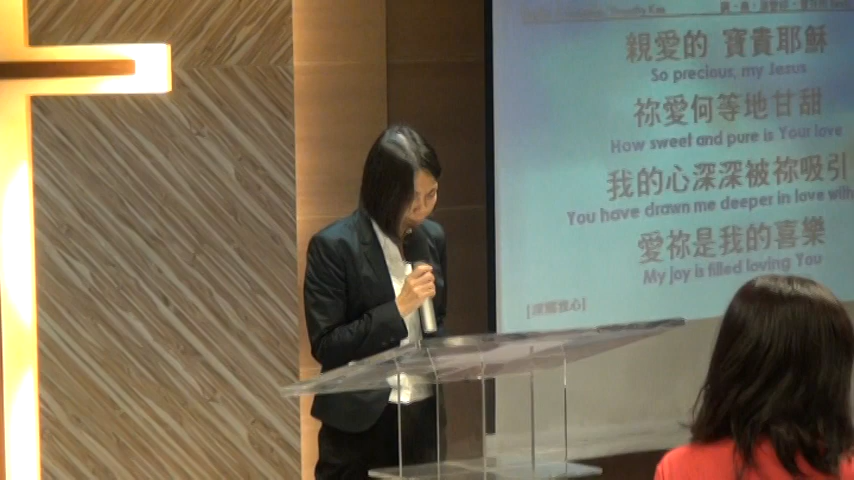 親愛的 寶貴耶穌
So precious, my Jesus
祢愛何等地甘甜
How sweet and pure is Your love
我的心深深被祢吸引
You have drawn me deeper in love with
愛祢是我的喜樂
My joy is filled loving You